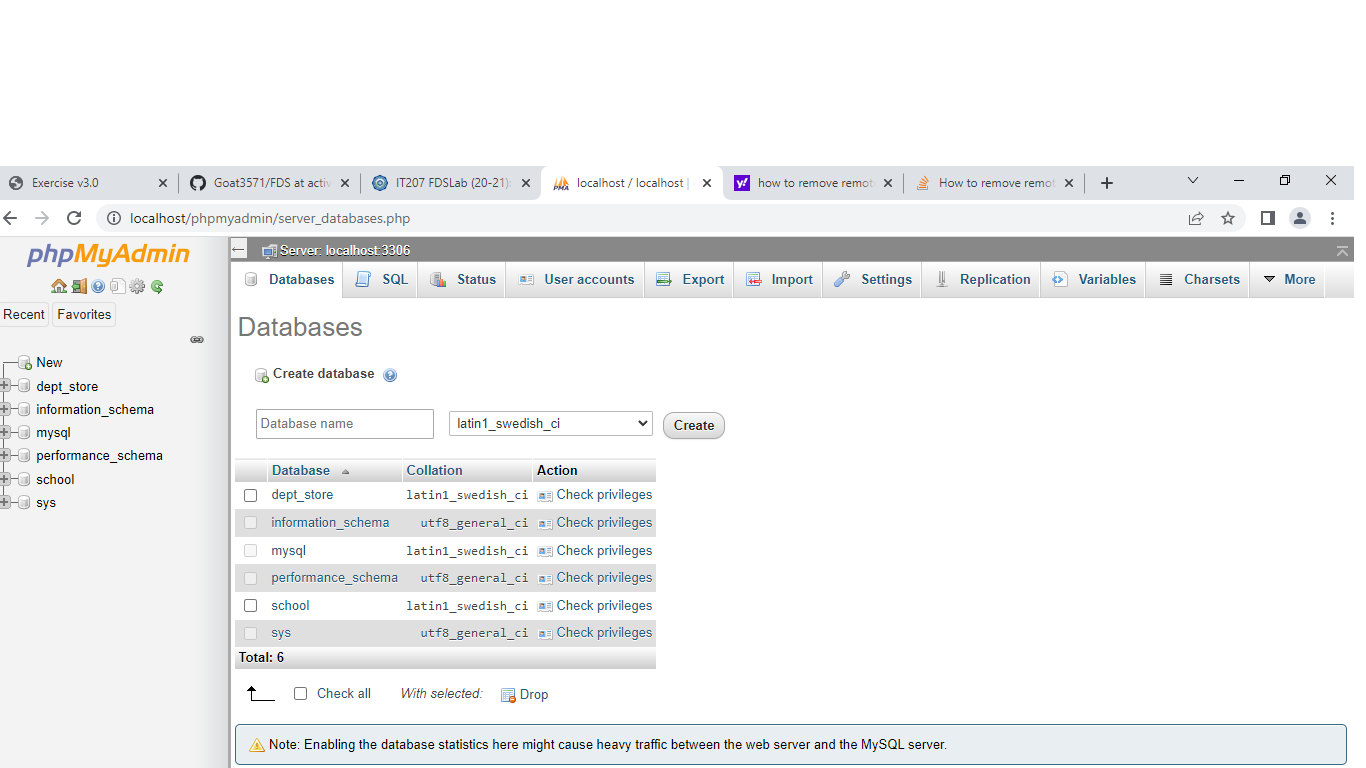 Exercise v3.0
Goat3571/FDS at activ
IT207 FDSLab (20-21):
localhost / localhost |
how to remove remot
How to remove remot
localhost/phpmyadmin/server_databases.php
phpMyAdmin
Recent
Favorites
New
dept_store
information_schema
mysql
performance_schema
school
sys
Server: localhost:3306
Databases SQL Status User accounts Export Import Settings Replication Variables Charsets More
Databases
Create database
Database name latin1_swedish_ci Create
Database Collation Action
dept_store latin1_swedish_ci Check privileges
information_schema utf8_general_ci Check privileges
mysql latin1_swedish_ci Check privileges
performance_schema utf8_general_ci Check privileges
school latin1_swedish_ci Check privileges
sys utf8_general_ci Check privileges
Total: 6
Check all With selected: Drop
Note: Enabling the database statistics here might cause heavy traffic between the web server and the MySQL server.